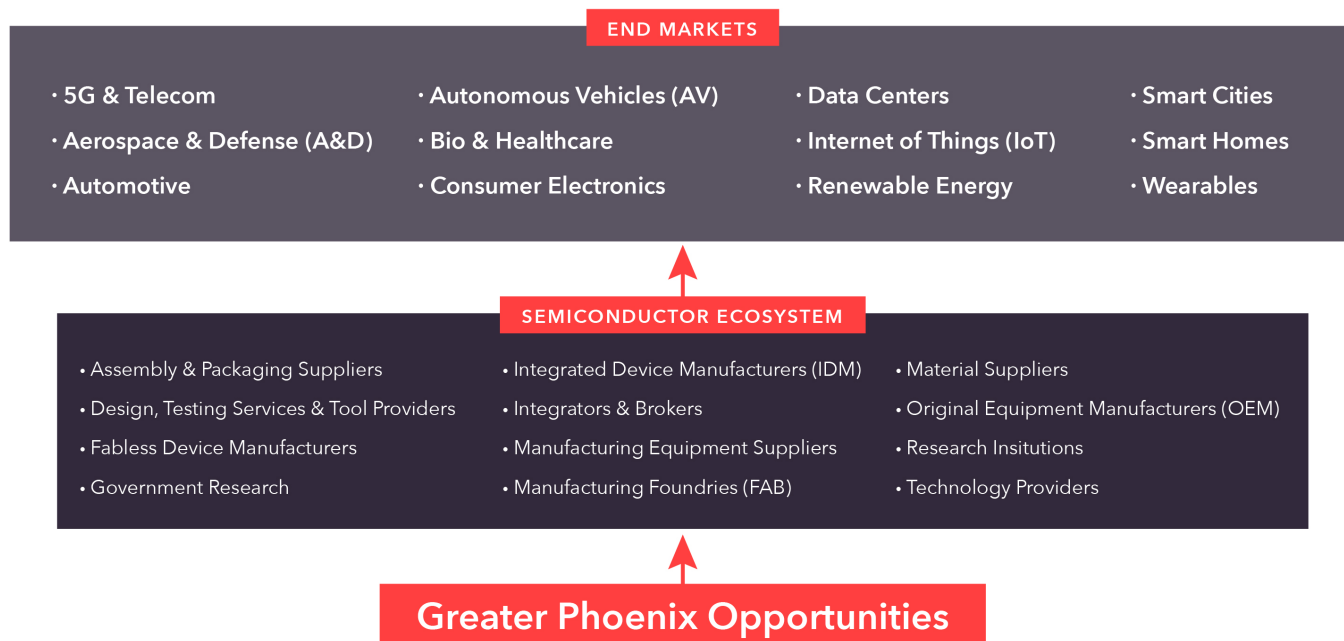 END MARKETS
· 5G & Telecom
· Aerospace & Defense (A&D)
· Automotive
· Autonomous Vehicles (AV)
· Bio & Healthcare
· Consumer Electronics
· Data Centers
· Internet of Things (IoT)
· Renewable Energy
· Smart Cities
· Smart Homes
· Wearables
SEMICONDUCTOR ECOSYSTEM
• Assembly & Packaging Suppliers
• Design, Testing Services & Tool Providers
• Fabless Device Manufacturers
• Government Research
• Integrated Device Manufacturers (IDM)
• Integrators & Brokers
• Manufacturing Equipment Suppliers
• Manufacturing Foundries (FAB)
• Material Suppliers
• Original Equipment Manufacturers (OEM)
• Research Insitutions
• Technology Providers
Greater Phoenix Opportunities